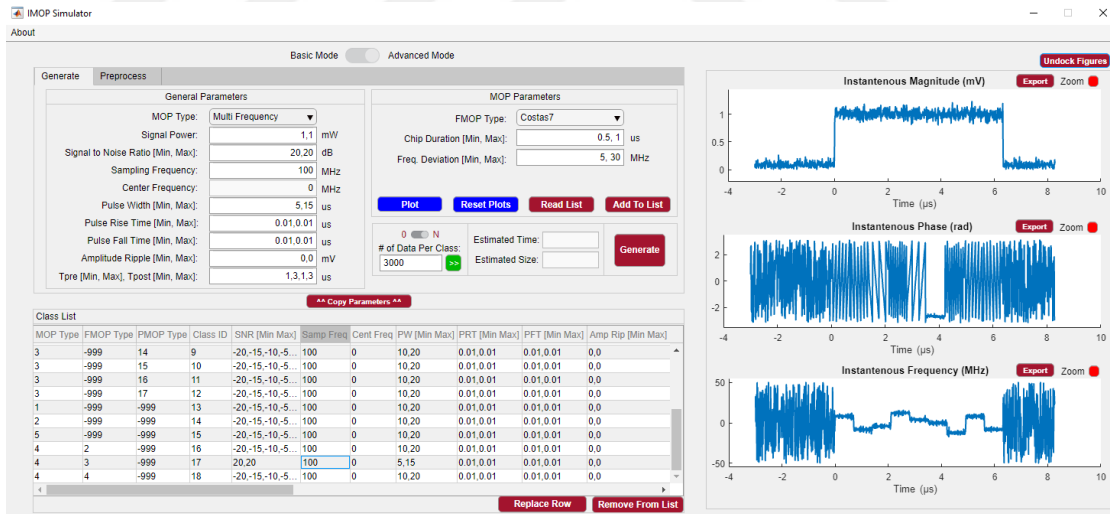 IMOP Simulator
About
Basic Mode Advanced Mode
Undock Figures
Generate Preprocess
General Parameters
MOP Type: Multi Frequency
Signal Power: 1,1 mW
Signal to Noise Ratio [Min, Max]: 20,20 dB
Sampling Frequency: 100 MHz
Center Frequency: 0 MHz
Pulse Width [Min, Max]: 5,15 us
Pulse Rise Time [Min, Max]: 0.01,0.01 us
Pulse Fall Time [Min, Max]: 0.01,0.01 us
Amplitude Ripple [Min, Max]: 0,0 mV
Tpre [Min, Max], Tpost [Min, Max]: 1,3,1,3 us
MOP Parameters
FMOP Type: Costas7
Chip Duration [Min, Max]: 0.5, 1 us
Freq. Deviation [Min, Max]: 5, 30 MHz
Plot Reset Plots Read List Add To List
0 N
# of Data Per Class:
3000 >>
Estimated Time:
Estimated Size:
Generate
^^ Copy Parameters ^^
Class List
MOP Type FMOP Type PMOP Type Class ID SNR [Min Max] Samp Freq Cent Freq PW [Min Max] PRT [Min Max] PFT [Min Max] Amp Rip [Min Max]
3 -999 14 9 -20,-15,-10,-5... 100 0 10,20 0.01,0.01 0.01,0.01 0,0
3 -999 15 10 -20,-15,-10,-5... 100 0 10,20 0.01,0.01 0.01,0.01 0,0
3 -999 16 11 -20,-15,-10,-5... 100 0 10,20 0.01,0.01 0.01,0.01 0,0
3 -999 17 12 -20,-15,-10,-5... 100 0 10,20 0.01,0.01 0.01,0.01 0,0
1 -999 -999 13 -20,-15,-10,-5... 100 0 10,20 0.01,0.01 0.01,0.01 0,0
2 -999 -999 14 -20,-15,-10,-5... 100 0 10,20 0.01,0.01 0.01,0.01 0,0
5 -999 -999 15 -20,-15,-10,-5... 100 0 10,20 0.01,0.01 0.01,0.01 0,0
4 2 -999 16 -20,-15,-10,-5... 100 0 10,20 0.01,0.01 0.01,0.01 0,0
4 3 -999 17 20,20 100 0 5,15 0.01,0.01 0.01,0.01 0,0
4 4 -999 18 -20,-15,-10,-5... 100 0 10,20 0.01,0.01 0.01,0.01 0,0
Replace Row Remove From List
Instantenous Magnitude (mV) Export Zoom
1
0.5
0
-4 -2 0 2 4 6 8 10
Time (μs)
Instantenous Phase (rad) Export Zoom
2
0
-2
-4 -2 0 2 4 6 8 10
Time (μs)
Instantenous Frequency (MHz) Export Zoom
50
0
-50
-4 -2 0 2 4 6 8 10
Time (μs)